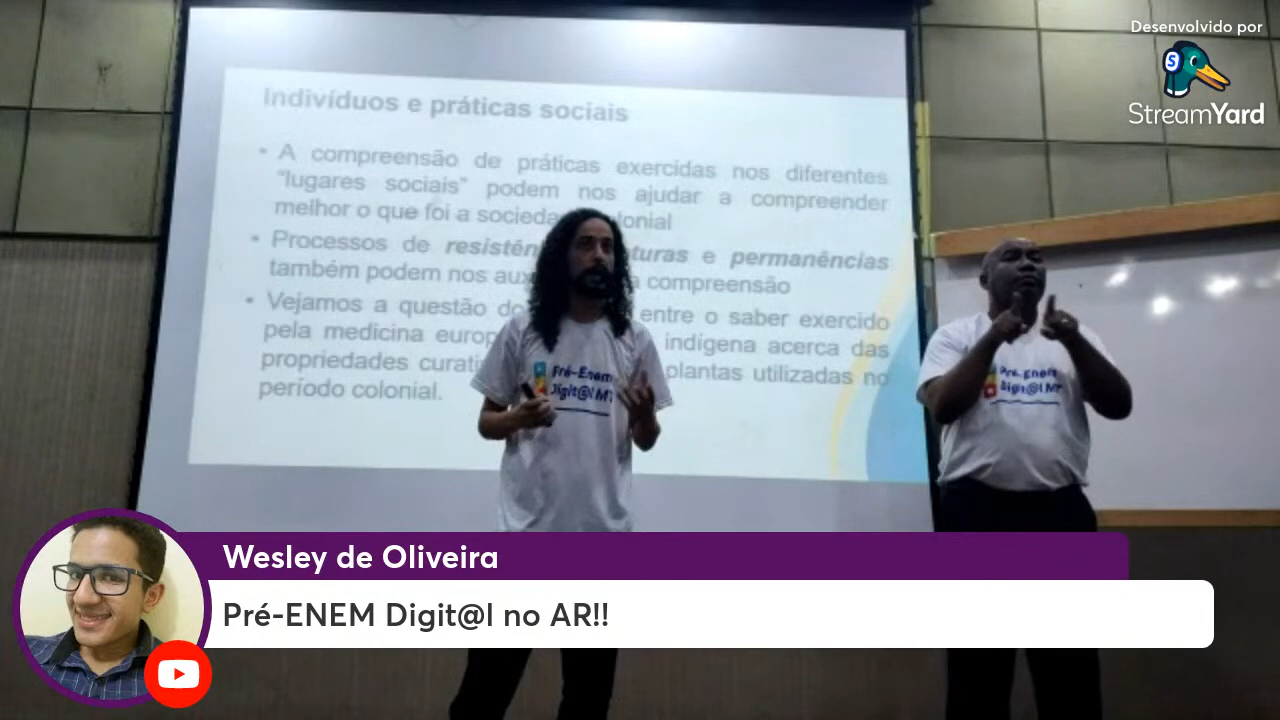 Desenvolvido por
StreamYard
Indivíduos e práticas sociais
• A compreensão de práticas exercidas nos diferentes
"lugares sociais" podem nos ajudar a compreender
melhor o que foi a socieda lonial
• Processos de resistên turas e permanências
também podem nos aux a compreensão
• Vejamos a questão do entre o saber exercido
pela medicina europ indígena acerca das
propriedades curati plantas utilizadas no
período colonial.
Pré-Enem
Digit@l MT
Pré-Enem
Digit@l MT
Wesley de Oliveira
Pré-ENEM Digit@l no AR!!